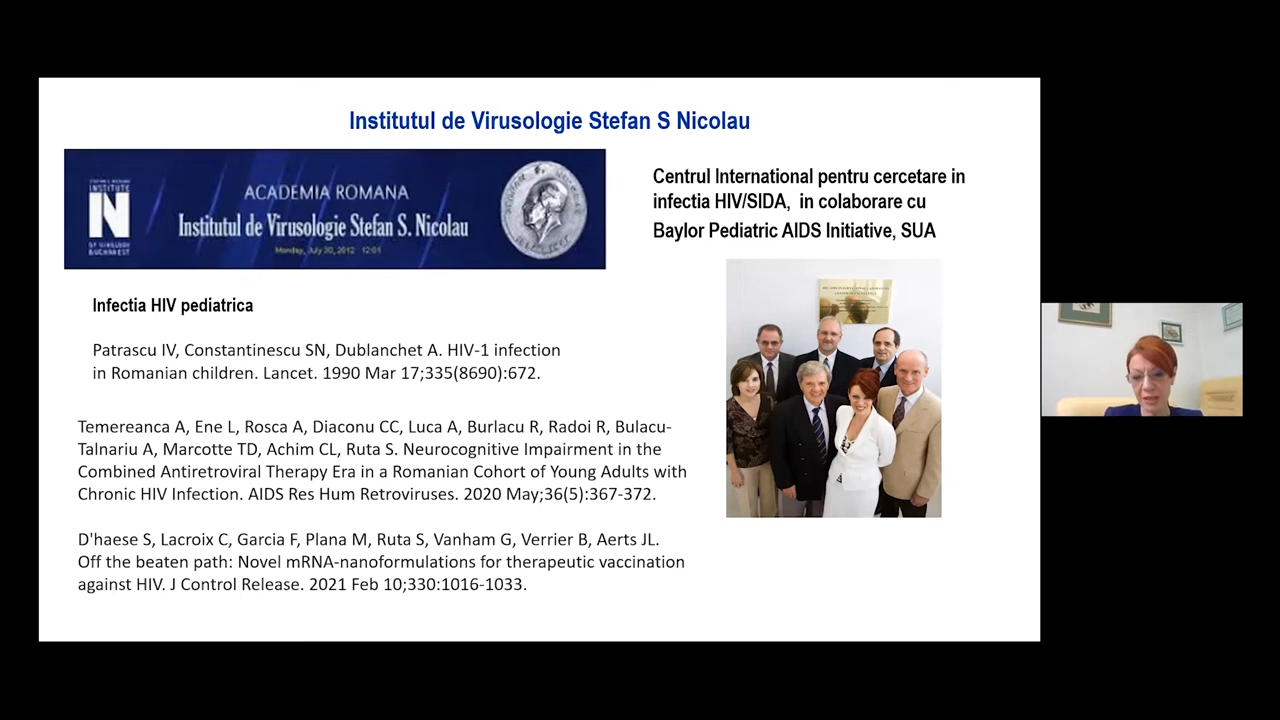 Institutul de Virusologie Stefan S Nicolau
INSTITUTE
N
OF VIROLOGY
BUCHAREST
ACADEMIA ROMANA
Institutul de Virusologie Stefan S. Nicolau
Monday, July 30, 2012 12:01
Centrul International pentru cercetare in
infectia HIV/SIDA, in colaborare cu
Baylor Pediatric AIDS Initiative, SUA
Infectia HIV pediatrica
Patrascu IV, Constantinescu SN, Dublanchet A. HIV-1 infection
in Romanian children. Lancet. 1990 Mar 17;335(8690):672.
Temereanca A, Ene L, Rosca A, Diaconu CC, Luca A, Burlacu R, Radoi R, Bulacu-
Talnariu A, Marcotte TD, Achim CL, Ruta S. Neurocognitive Impairment in the
Combined Antiretroviral Therapy Era in a Romanian Cohort of Young Adults with
Chronic HIV Infection. AIDS Res Hum Retroviruses. 2020 May;36(5):367-372.
D'haese S, Lacroix C, Garcia F, Plana M, Ruta S, Vanham G, Verrier B, Aerts JL.
Off the beaten path: Novel mRNA-nanoformulations for therapeutic vaccination
against HIV. J Control Release. 2021 Feb 10;330:1016-1033.